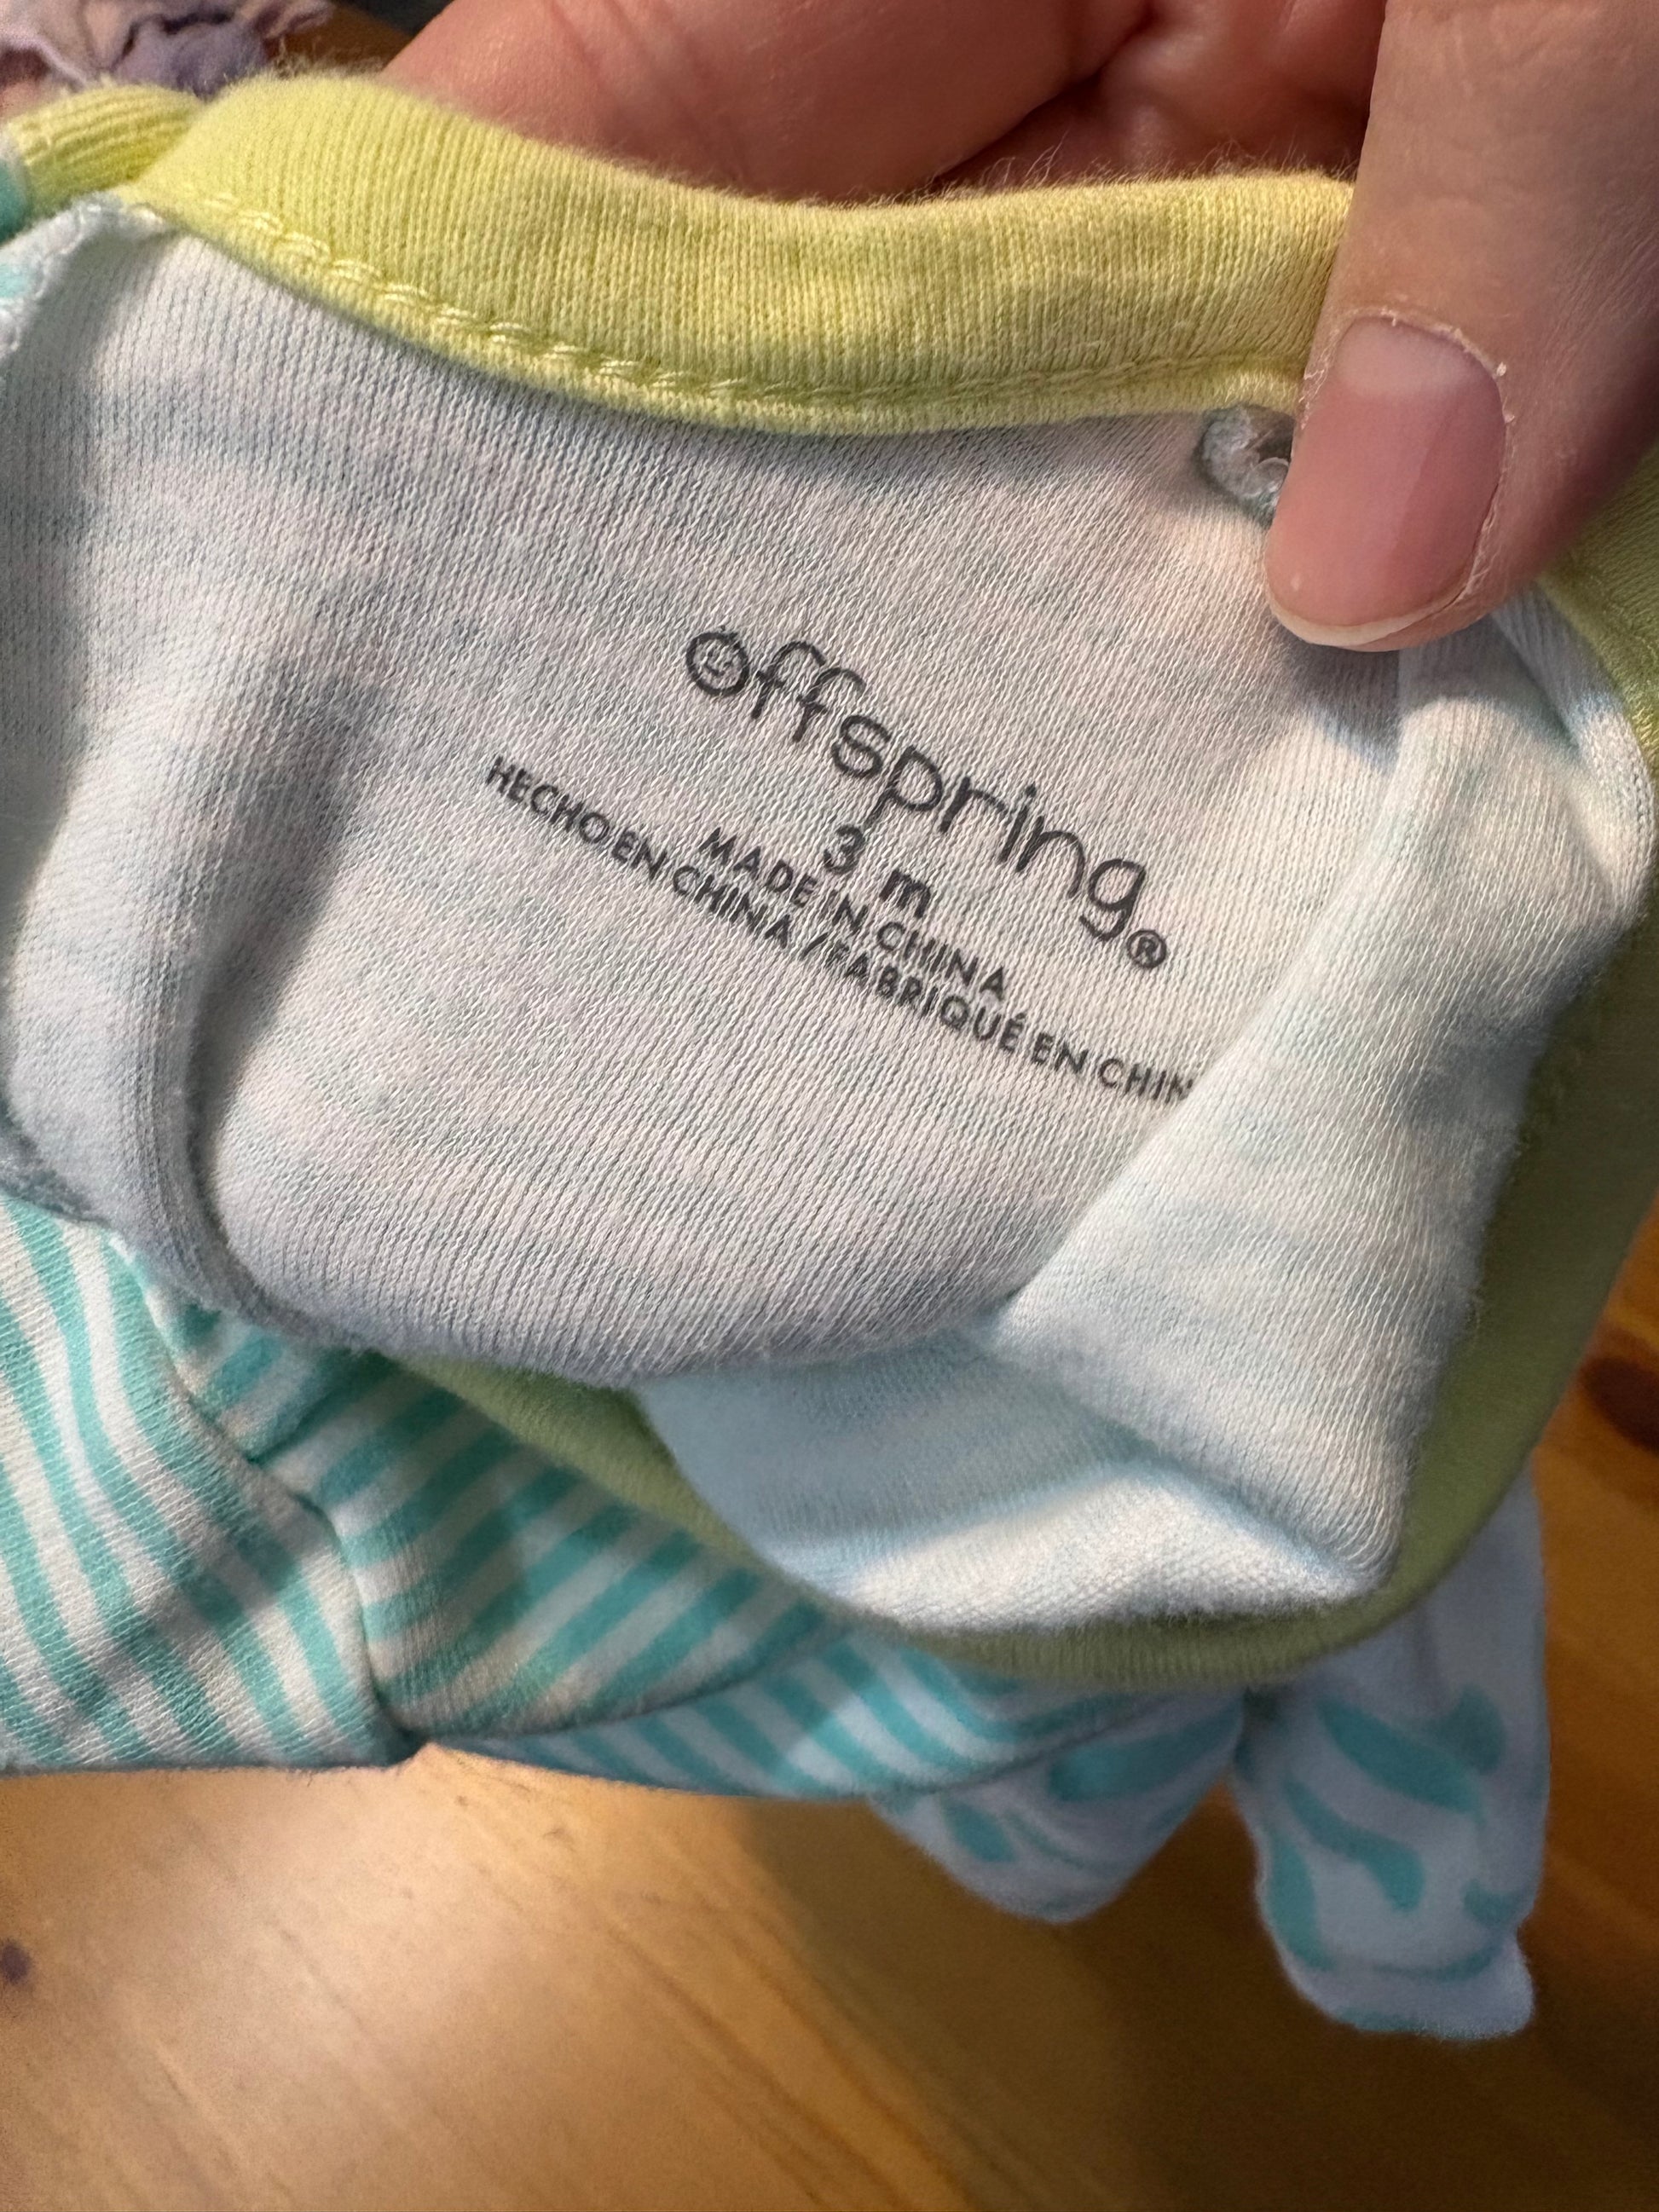 offspring®
3 m
MADE IN CHINA
HECHO EN CHINA / FABRIQUÉ EN CHIN